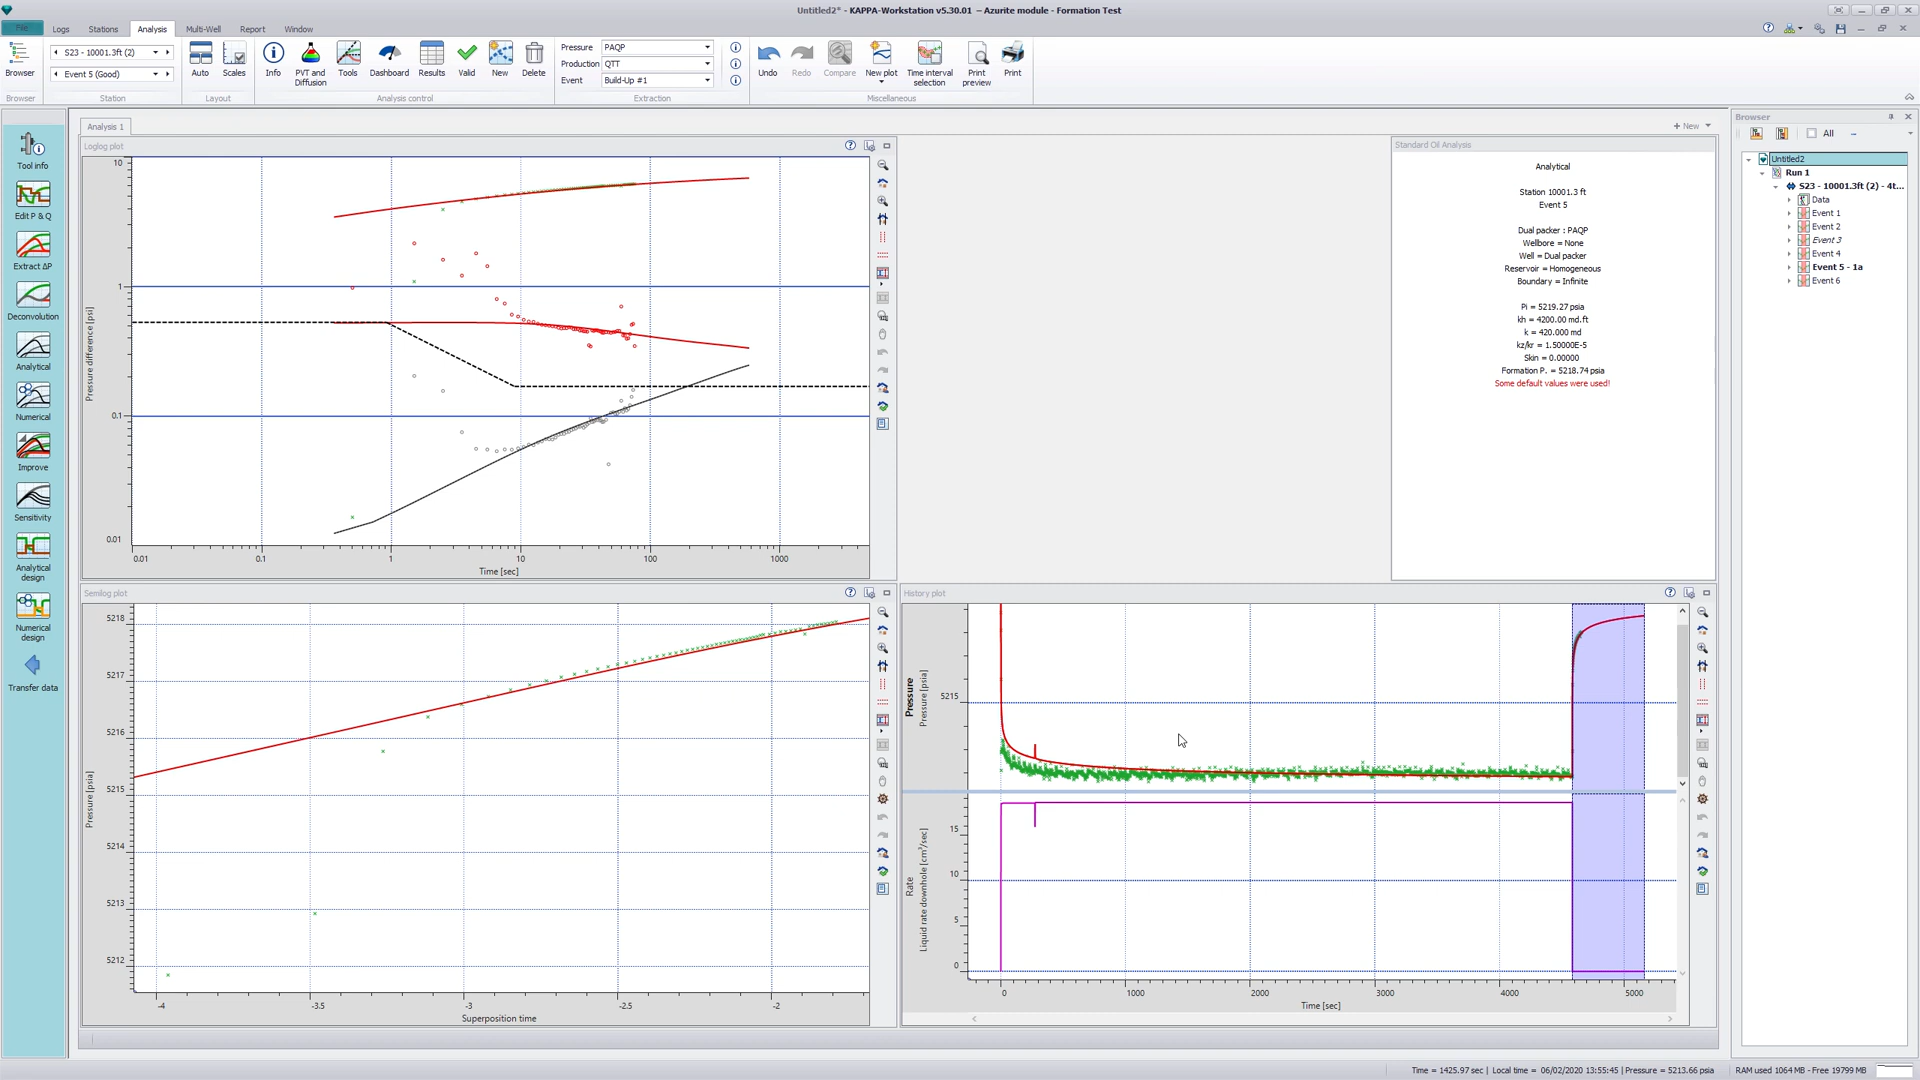 Untitled2* - KAPPA-Workstation v5.30.01 - Azurite module - Formation Test
Logs Stations Analysis Multi-Well Report Window
Browser
Browser
S23 - 10001.3ft (2)
Event 5 (Good)
Station
Auto Scales
Layout
Info PVT and Diffusion Tools Dashboard Results Valid New Delete
Analysis control
Pressure PAQP
Production QTT
Event Build-Up #1
Extraction
Undo Redo Compare New plot Time interval selection Print preview Print
Miscellaneous
Tool info
Edit P & Q
Extract ΔP
Deconvolution
Analytical
Numerical
Improve
Sensitivity
Analytical design
Numerical design
Transfer data
Analysis 1
+ New
Loglog plot
10
1
0.1
0.01
Pressure difference [psi]
0.01 0.1 1 10 100 1000
Time [sec]
Standard Oil Analysis
Analytical
Station 10001.3 ft
Event 5
Dual packer : PAQP
Wellbore = None
Well = Dual packer
Reservoir = Homogeneous
Boundary = Infinite
Pi = 5219.27 psia
kh = 4200.00 md.ft
k = 420.000 md
kz/kr = 1.50000E-5
Skin = 0.00000
Formation P. = 5218.74 psia
Some default values were used!
Semilog plot
5218
5217
5216
5215
5214
5213
5212
Pressure [psia]
-4 -3.5 -3 -2.5 -2
Superposition time
History plot
Pressure
Pressure [psia]
5215
Rate
Liquid rate downhole [cm³/sec]
15
10
5
0
0 1000 2000 3000 4000 5000
Time [sec]
Browser
All
Untitled2
Run 1
S23 - 10001.3ft (2) - 4t...
Data
Event 1
Event 2
Event 3
Event 4
Event 5 - 1a
Event 6
Time = 1425.97 sec | Local time = 06/02/2020 13:55:45 | Pressure = 5213.66 psia RAM used 1064 MB - Free 19799 MB